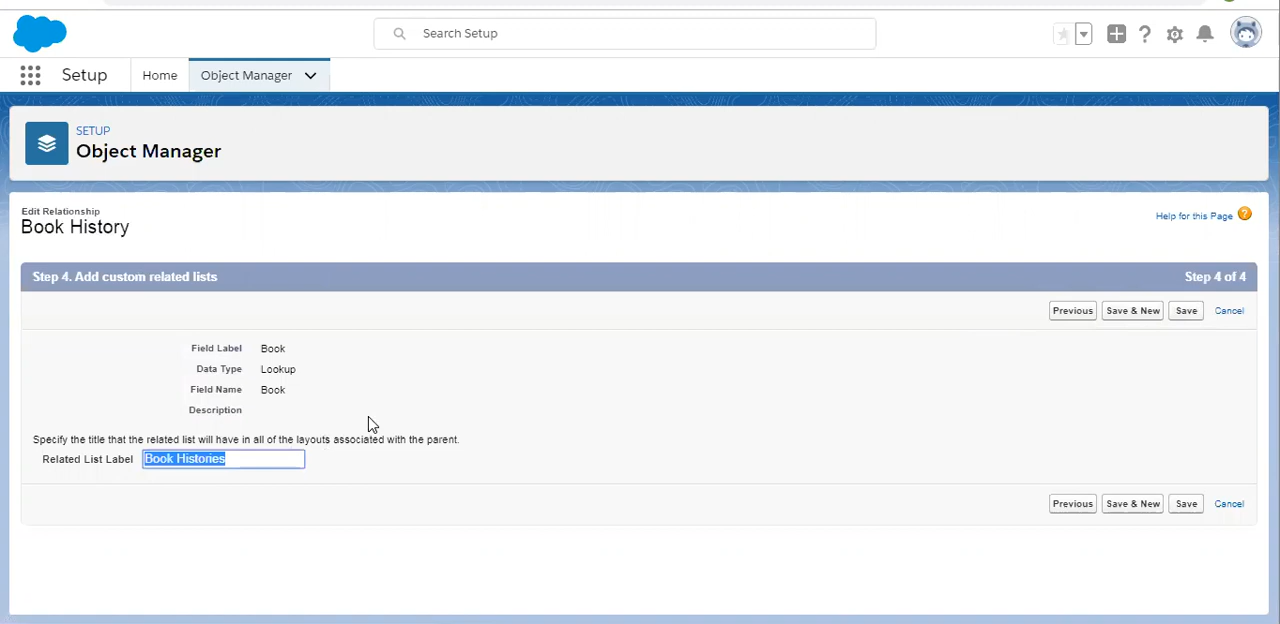 Search Setup
Setup
Home
Object Manager
SETUP
Object Manager
Edit Relationship
Book History
Help for this Page ?
Step 4. Add custom related lists
Step 4 of 4
Previous
Save & New
Save
Cancel
Field Label Book
Data Type Lookup
Field Name Book
Description
Specify the title that the related list will have in all of the layouts associated with the parent.
Related List Label Book Histories
Previous
Save & New
Save
Cancel